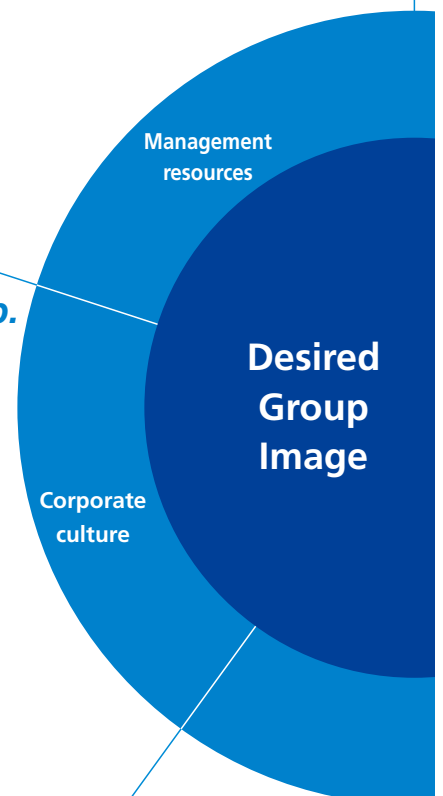 Management
resources
.
Desired
Group
Image
Corporate
culture